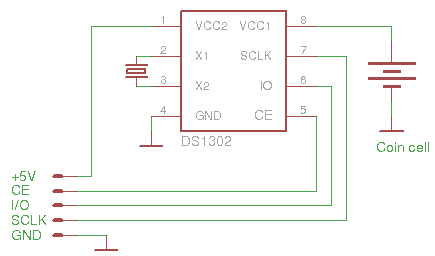 1 VCC2 VCC1 8
2 X1 SCLK 7
3 X2 IO 6
4 GND CE 5
DS1302
Coin cell
+5V
CE
I/O
SCLK
GND